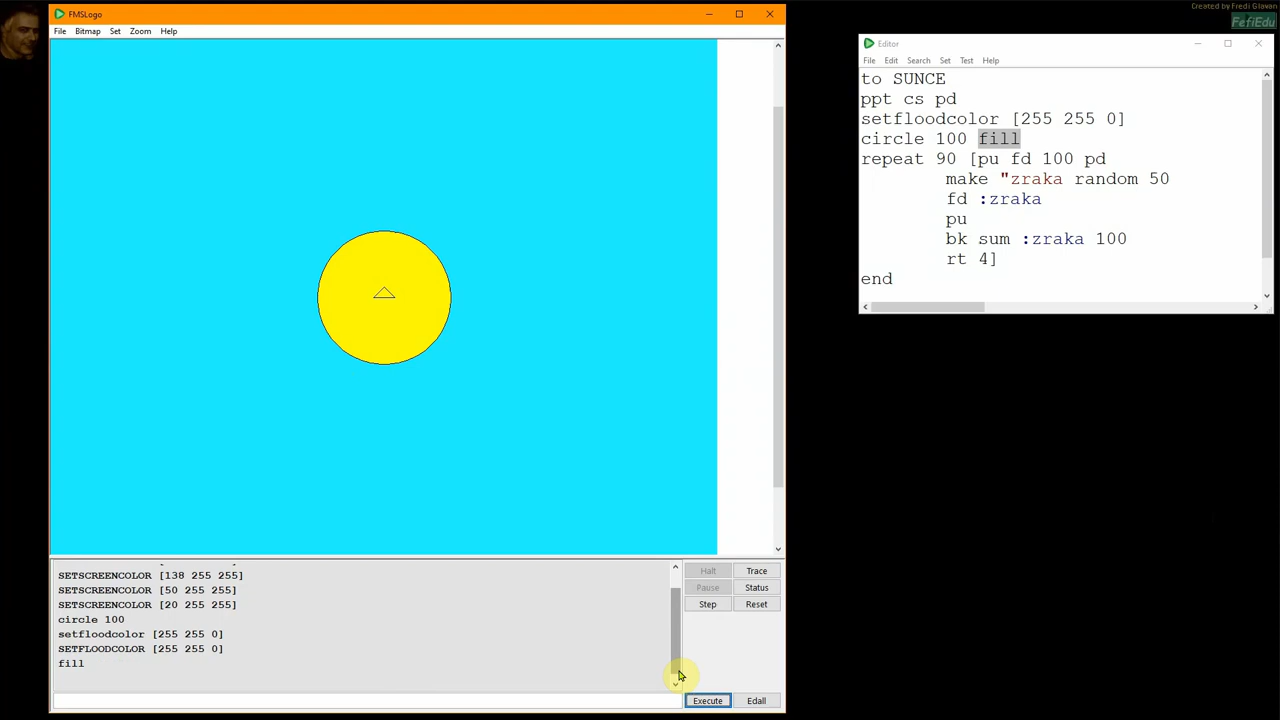 Created by Fredi Glavan
FefiEdu
FMSLogo
File Bitmap Set Zoom Help
Editor
File Edit Search Set Test Help
to SUNCE
ppt cs pd
setfloodcolor [255 255 0]
circle 100 fill
repeat 90 [pu fd 100 pd
make "zraka random 50
fd :zraka
pu
bk sum :zraka 100
rt 4]
end
SETSCREENCOLOR [138 255 255]
SETSCREENCOLOR [50 255 255]
SETSCREENCOLOR [20 255 255]
circle 100
setfloodcolor [255 255 0]
SETFLOODCOLOR [255 255 0]
fill
Halt Trace
Pause Status
Step Reset
Execute Edall